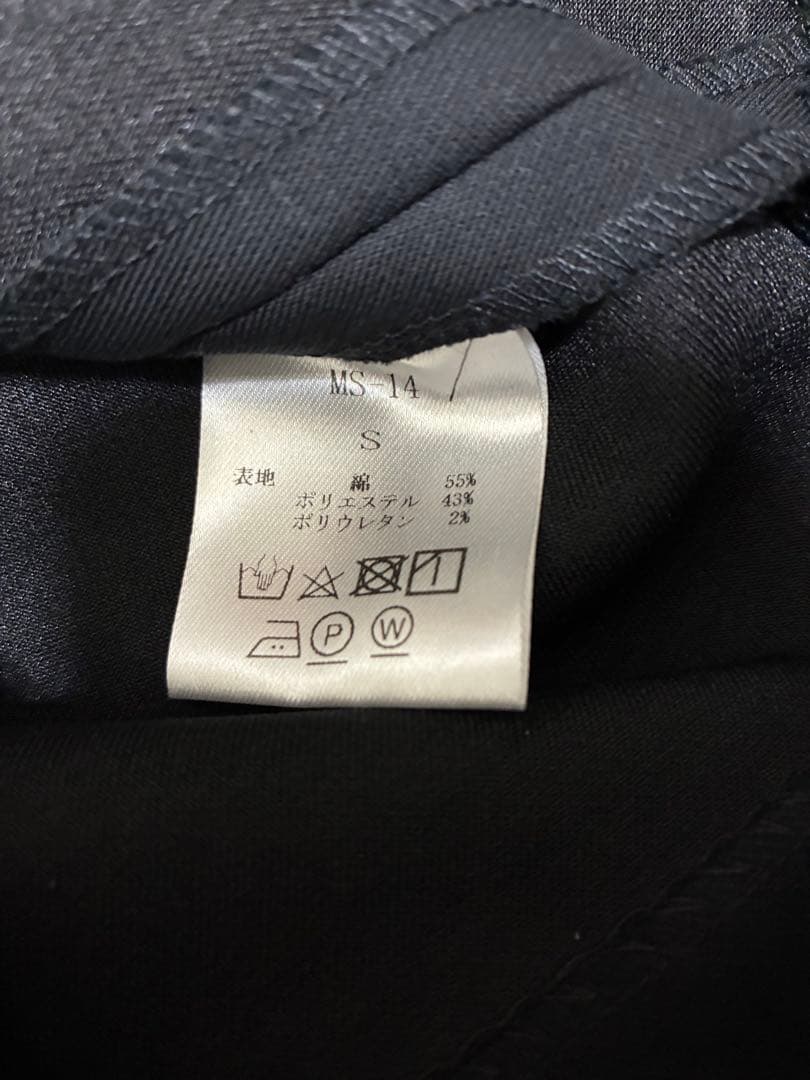 MS-14
S
表地 綿 55%
ポリエステル 43%
ポリウレタン 2%
P W